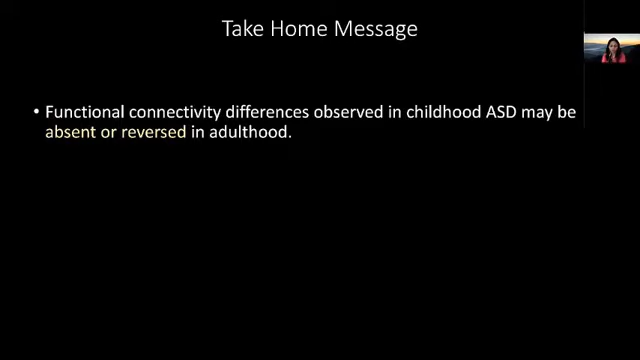 Take Home Message
• Functional connectivity differences observed in childhood ASD may be
absent or reversed in adulthood.